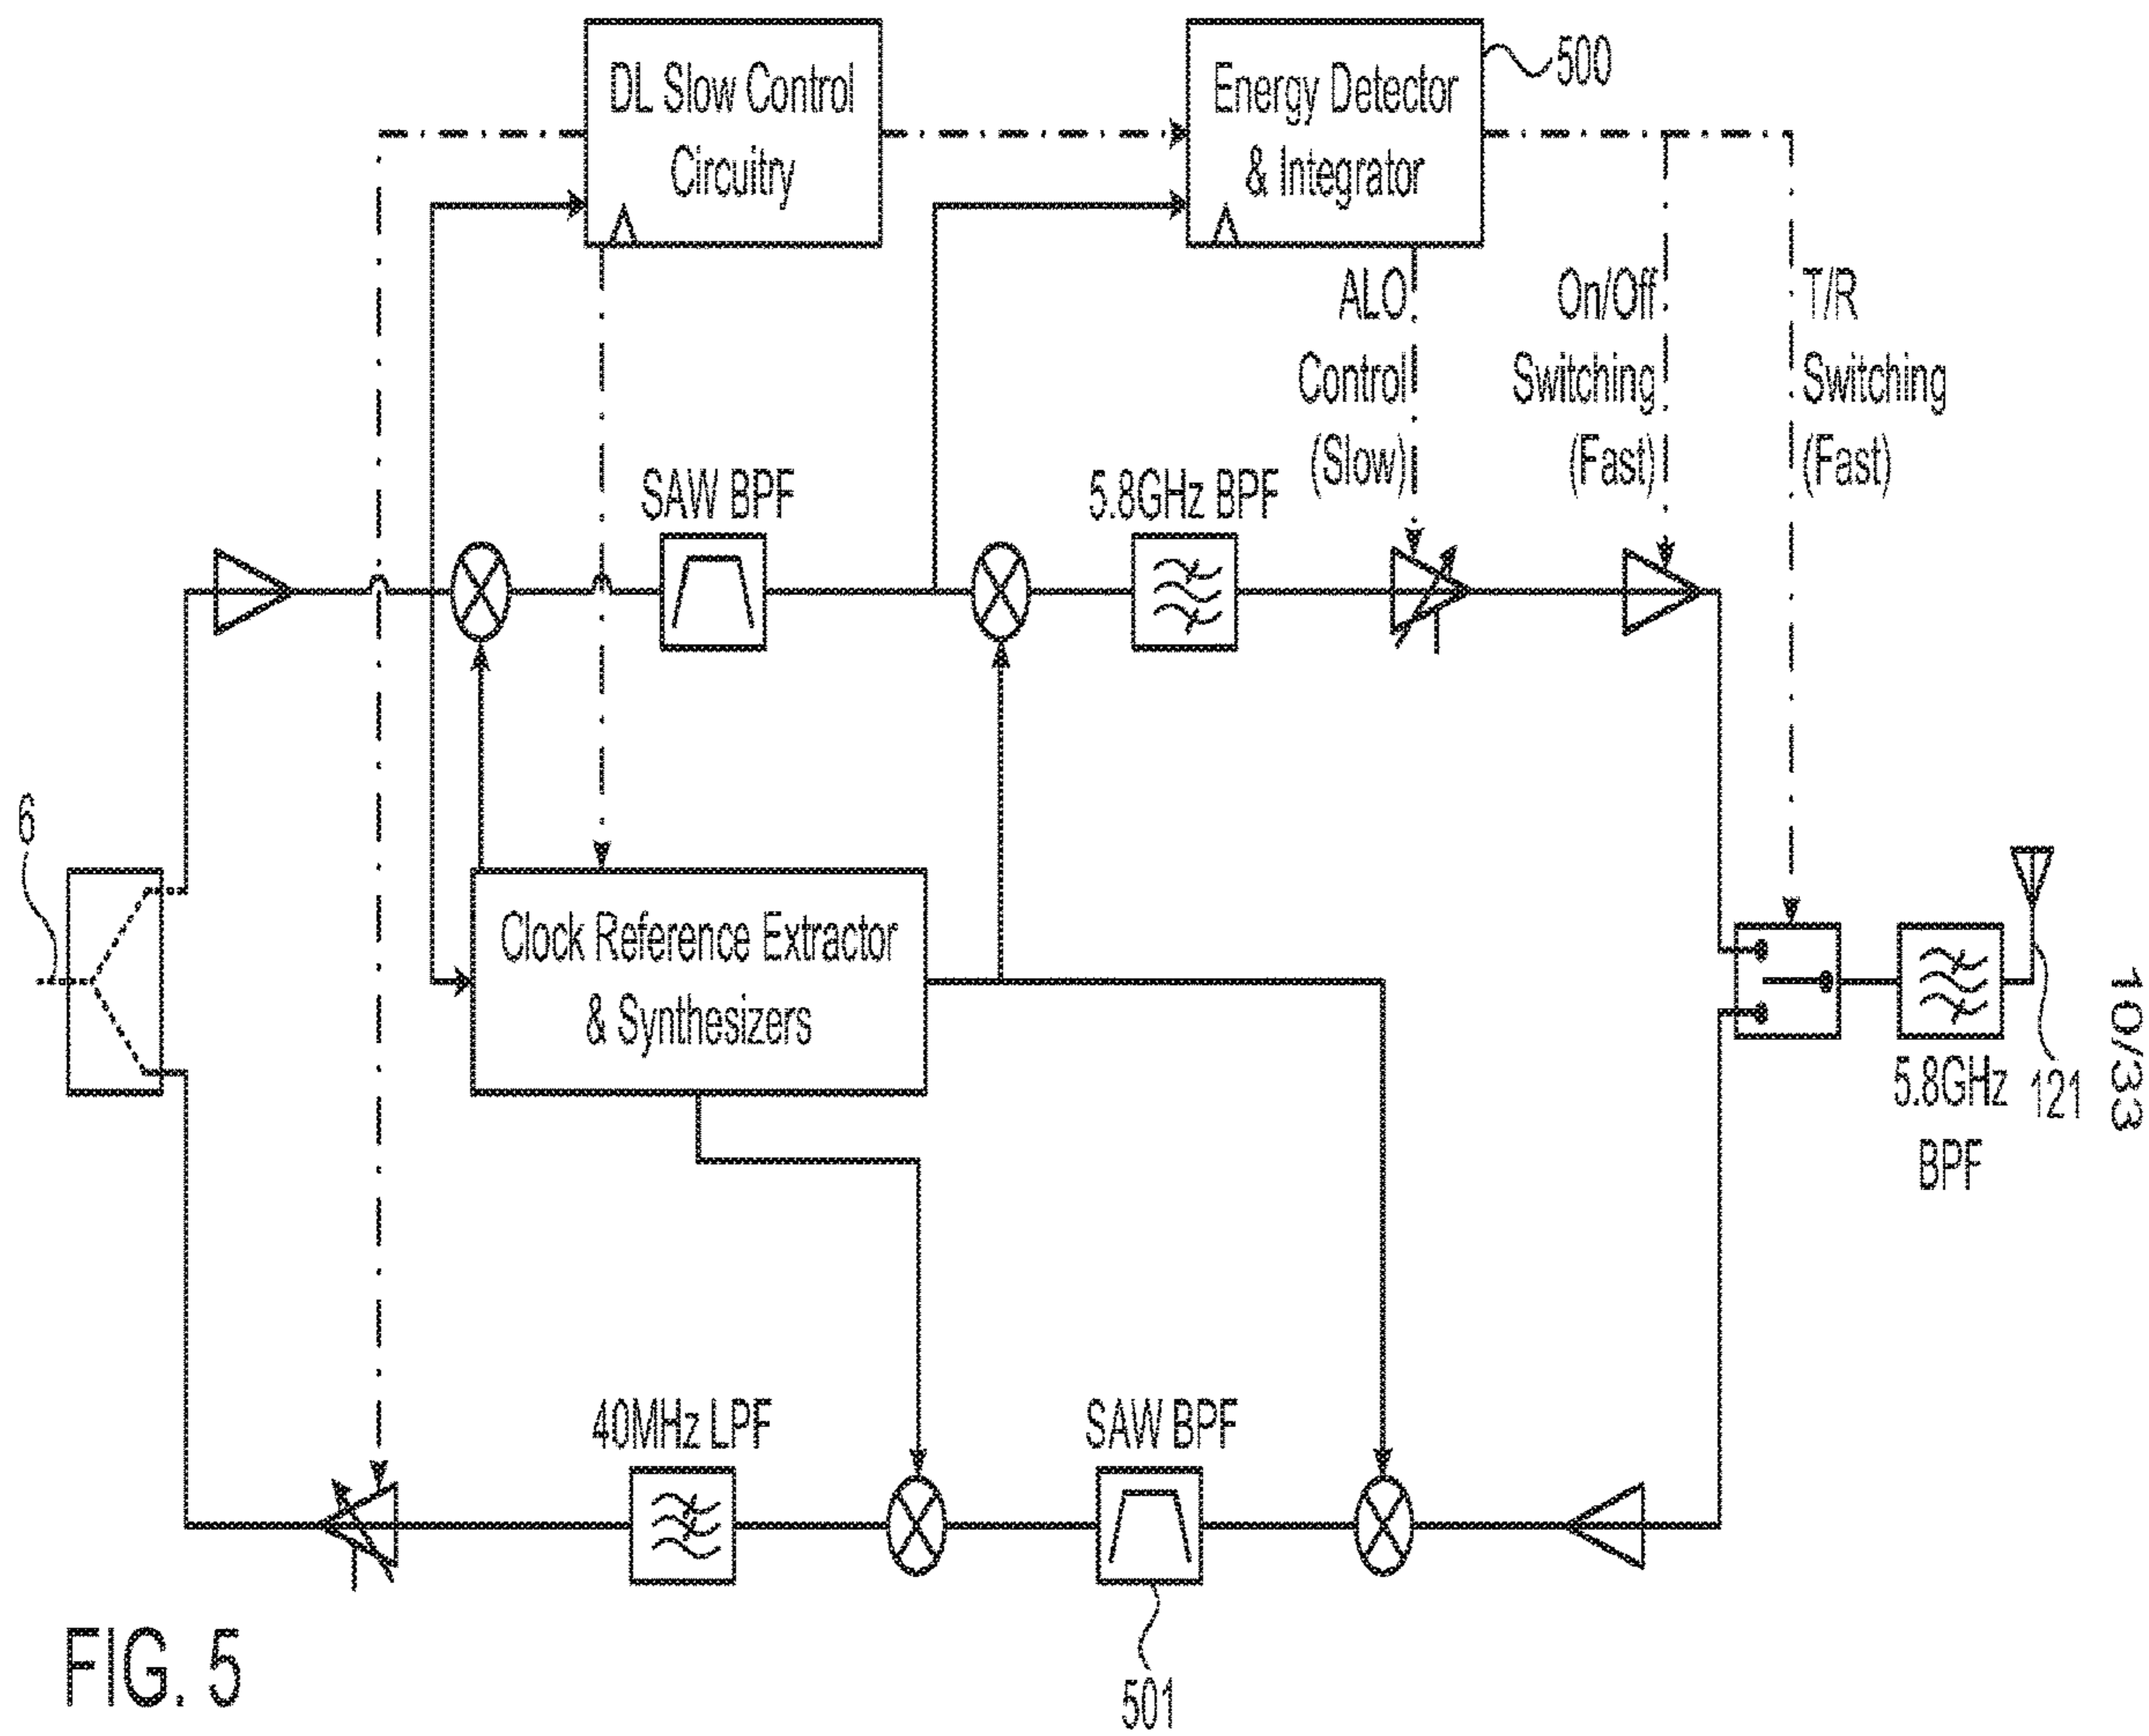 DL Slow Control
Circuitry
Energy Detector
& Integrator
500
ALO
Control
(Slow)
On/Off
Switching
(Fast)
T/R
Switching
(Fast)
SAW BPF
5.8GHz BPF
6
Clock Reference Extractor
& Synthesizers
5.8GHz
BPF
121
10/33
40MHz LPF
SAW BPF
501
FIG. 5